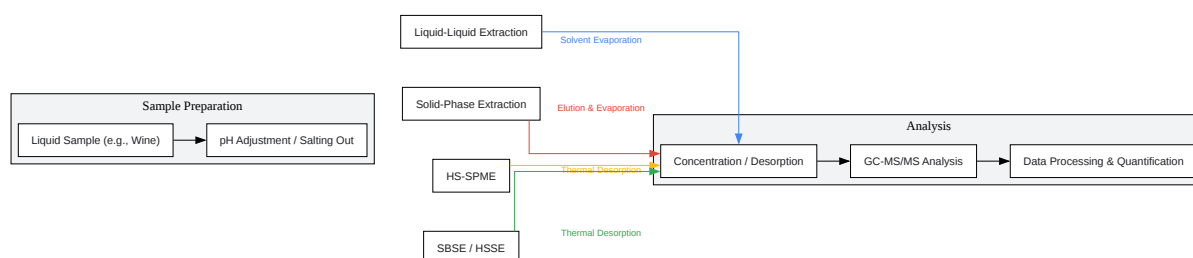 Liquid-Liquid Extraction
Solvent Evaporation
Sample Preparation
Liquid Sample (e.g., Wine)
pH Adjustment / Salting Out
Solid-Phase Extraction
Elution & Evaporation
Analysis
Concentration / Desorption
GC-MS/MS Analysis
Data Processing & Quantification
HS-SPME
Thermal Desorption
SBSE / HSSE
Thermal Desorption